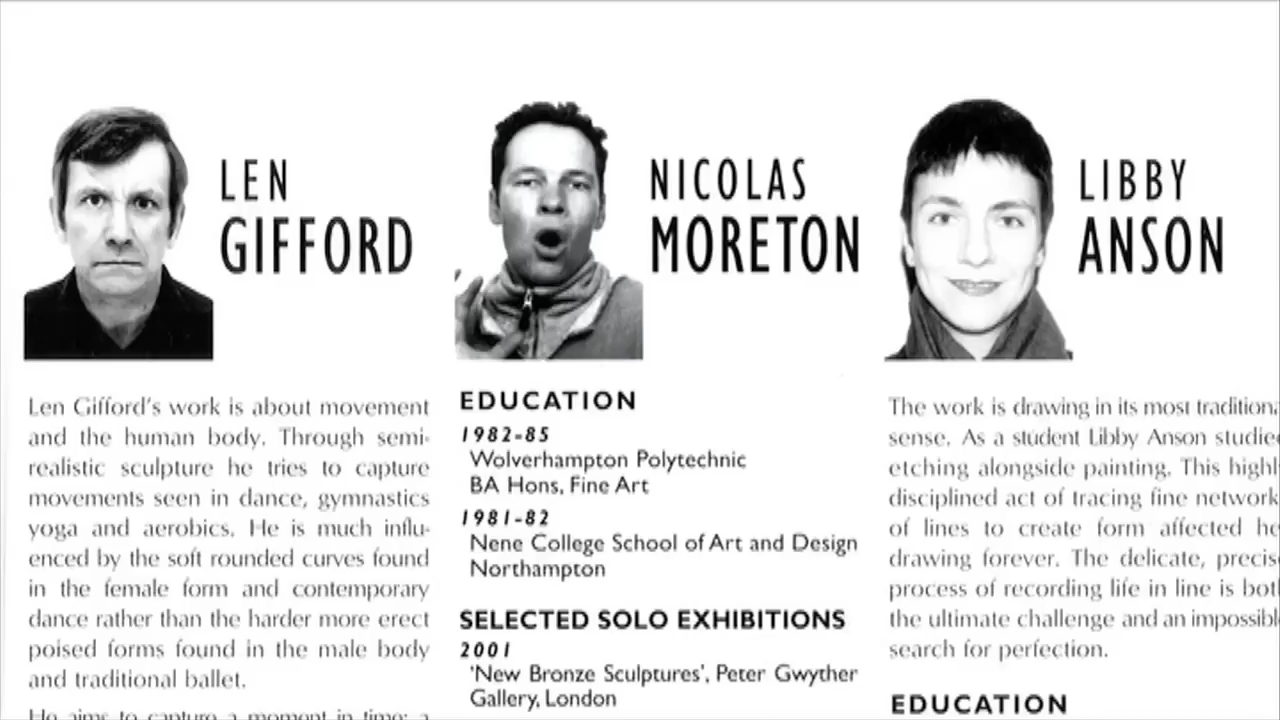 LEN
GIFFORD
Len Gifford's work is about movement
and the human body. Through semi-
realistic sculpture he tries to capture
movements seen in dance, gymnastics
yoga and aerobics. He is much influ-
enced by the soft rounded curves found
in the female form and contemporary
dance rather than the harder more erect
poised forms found in the male body
and traditional ballet.
He aims to capture a moment in time; a
NICOLAS
MORETON
EDUCATION
1982-85
Wolverhampton Polytechnic
BA Hons, Fine Art
1981-82
Nene College School of Art and Design
Northampton
SELECTED SOLO EXHIBITIONS
2001
'New Bronze Sculptures', Peter Gwyther
Gallery, London
LIBBY
ANSON
The work is drawing in its most
sense. As a student Libby Anson
etching alongside painting. This
disciplined act of tracing fine
of lines to create form affected
drawing forever. The delicate,
process of recording life in line is
the ultimate challenge and an
search for perfection.
EDUCATION